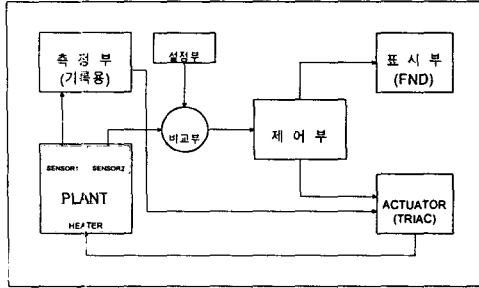 측 정 부
(기록용)
설정부
표 시 부
(FND)
비교부
제 어 부
SENSOR1 SENSOR2
PLANT
HEATER
ACTUATOR
(TRIAC)